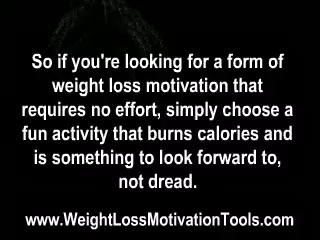 So if you're looking for a form of
weight loss motivation that
requires no effort, simply choose a
fun activity that burns calories and
is something to look forward to,
not dread.
www.WeightLossMotivationTools.com